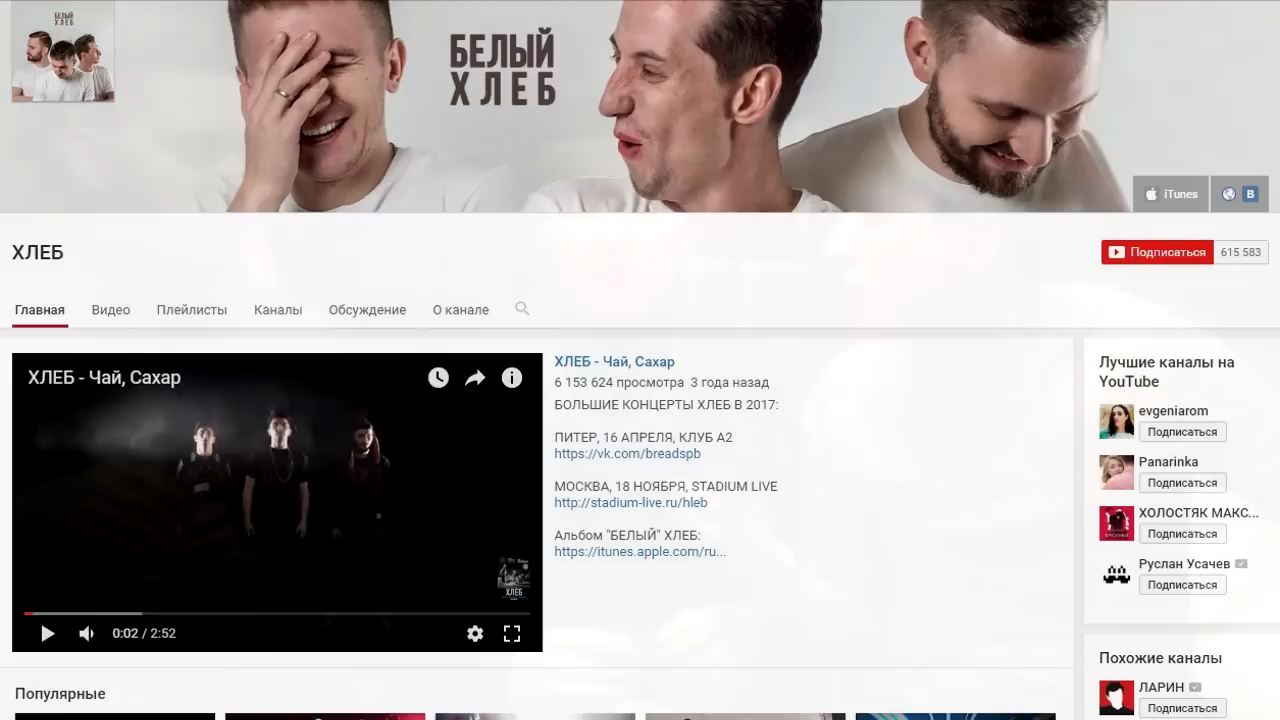 БЕЛЫЙ
ХЛЕБ
БЕЛЫЙ
ХЛЕБ
iTunes
B
ХЛЕБ
Подписаться
615 583
Главная
Видео
Плейлисты
Каналы
Обсуждение
О канале
ХЛЕБ - Чай, Сахар
ХЛЕБ
0:02 / 2:52
ХЛЕБ - Чай, Сахар
6 153 624 просмотра 3 года назад
БОЛЬШИЕ КОНЦЕРТЫ ХЛЕБ В 2017:
ПИТЕР, 16 АПРЕЛЯ, КЛУБ А2
https://vk.com/breadspb
МОСКВА, 18 НОЯБРЯ, STADIUM LIVE
http://stadium-live.ru/hleb
Альбом "БЕЛЫЙ" ХЛЕБ:
https://itunes.apple.com/ru...
Лучшие каналы на
YouTube
evgeniarom
Подписаться
Panarinka
Подписаться
ХОЛОСТЯК МАКС...
Подписаться
Руслан Усачев
Подписаться
Похожие каналы
ЛАРИН
Подписаться
Популярные